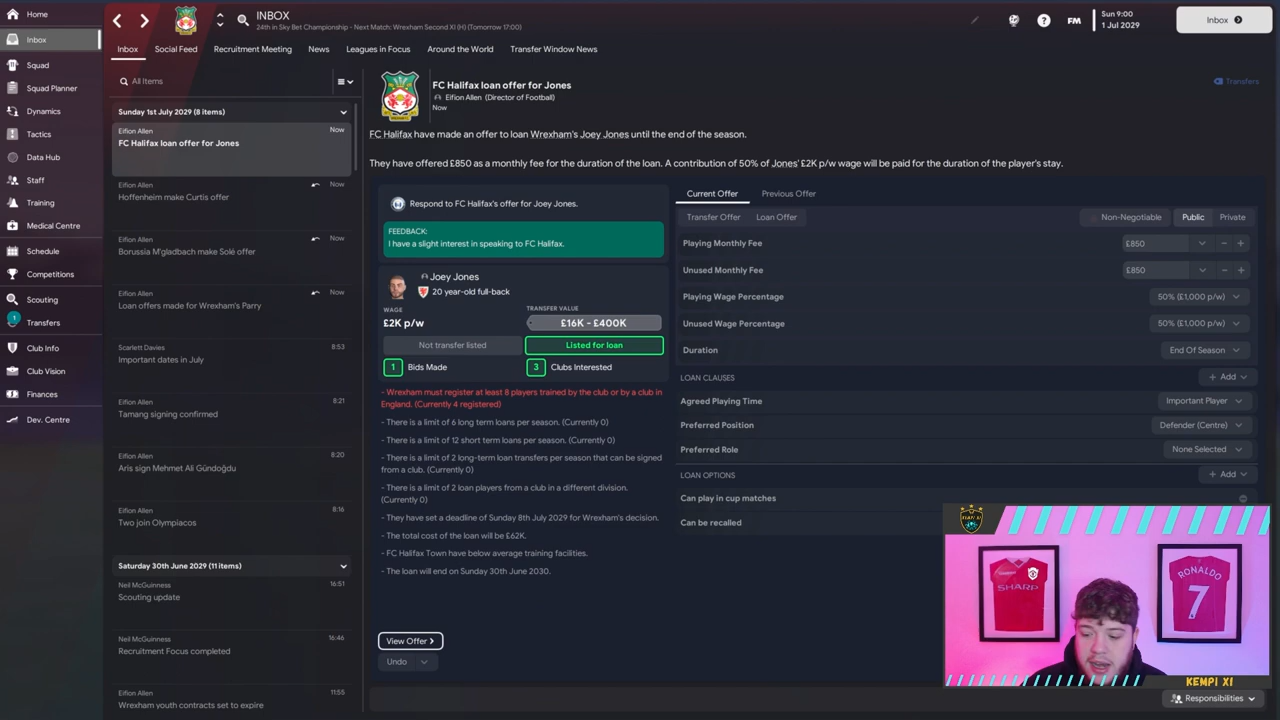 Home
Inbox
Squad
Squad Planner
Dynamics
Tactics
Data Hub
Staff
Training
Medical Centre
Schedule
Competitions
Scouting
1
Transfers
Club Info
Club Vision
Finances
Dev. Centre
INBOX
24th in Sky Bet Championship - Next Match: Wrexham Second XI (H) (Tomorrow 17:00)
?
FM
Sun 9:00
1 Jul 2029
Inbox
Inbox
Social Feed
Recruitment Meeting
News
Leagues in Focus
Around the World
Transfer Window News
All Items
Sunday 1st July 2029 (8 items)
Eifion Allen
Now
FC Halifax loan offer for Jones
Eifion Allen
Now
Hoffenheim make Curtis offer
Eifion Allen
Now
Borussia M'gladbach make Solé offer
Eifion Allen
Now
Loan offers made for Wrexham's Parry
Scarlett Davies
8:53
Important dates in July
Eifion Allen
8:21
Tamang signing confirmed
Eifion Allen
8:20
Aris sign Mehmet Ali Gündoğdu
Eifion Allen
8:16
Two join Olympiacos
Saturday 30th June 2029 (11 items)
Neil McGuinness
16:51
Scouting update
Neil McGuinness
16:46
Recruitment Focus completed
Eifion Allen
11:55
Wrexham youth contracts set to expire
FC Halifax loan offer for Jones
Eifion Allen (Director of Football)
Now
Transfers
FC Halifax have made an offer to loan Wrexham's Joey Jones until the end of the season.
They have offered £850 as a monthly fee for the duration of the loan. A contribution of 50% of Jones' £2K p/w wage will be paid for the duration of the player's stay.
Respond to FC Halifax's offer for Joey Jones.
FEEDBACK:
I have a slight interest in speaking to FC Halifax.
Joey Jones
20 year-old full-back
WAGE
£2K p/w
TRANSFER VALUE
£16K - £400K
Not transfer listed
Listed for loan
1
Bids Made
3
Clubs Interested
- Wrexham must register at least 8 players trained by the club or by a club in
England. (Currently 4 registered)
- There is a limit of 6 long term loans per season. (Currently 0)
- There is a limit of 12 short term loans per season. (Currently 0)
- There is a limit of 2 long-term loan transfers per season that can be signed
from a club. (Currently 0)
- There is a limit of 2 loan players from a club in a different division.
(Currently 0)
- They have set a deadline of Sunday 8th July 2029 for Wrexham's decision.
- The total cost of the loan will be £62K.
- FC Halifax Town have below average training facilities.
- The loan will end on Sunday 30th June 2030.
View Offer
Undo
Current Offer
Previous Offer
Transfer Offer
Loan Offer
Non-Negotiable
Public
Private
Playing Monthly Fee
£850
Unused Monthly Fee
£850
Playing Wage Percentage
50% (£1,000 p/w)
Unused Wage Percentage
50% (£1,000 p/w)
Duration
End Of Season
LOAN CLAUSES
Add
Agreed Playing Time
Important Player
Preferred Position
Defender (Centre)
Preferred Role
None Selected
LOAN OPTIONS
Add
Can play in cup matches
Can be recalled
KEMPI XI
SHARP
RONALDO
7
KEMPI XI
Responsibilities